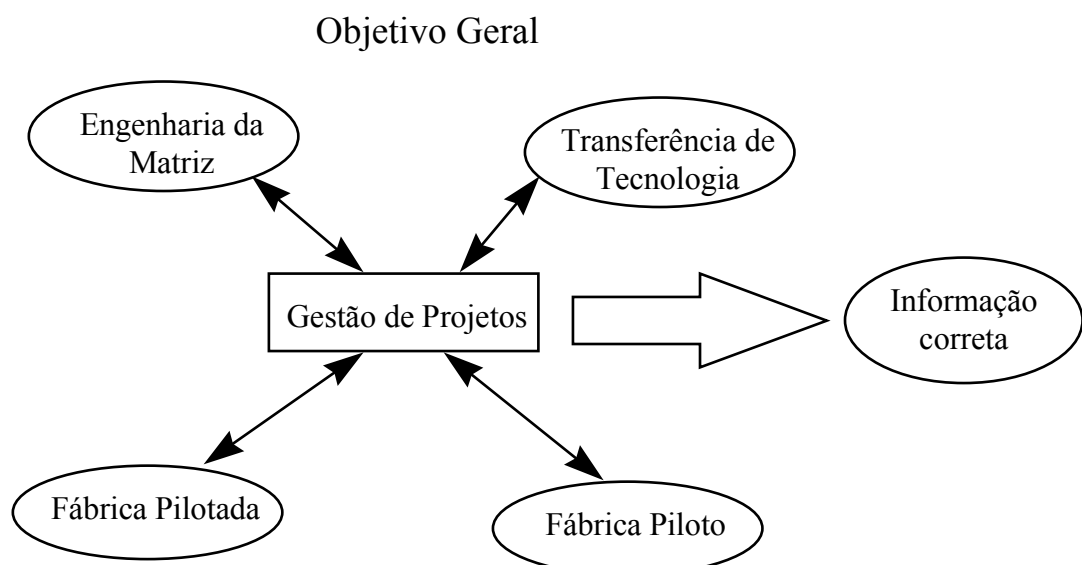 Objetivo Geral
Engenharia da
Matriz
Transferência de
Tecnologia
Gestão de Projetos
Informação
correta
Fábrica Pilotada
Fábrica Piloto